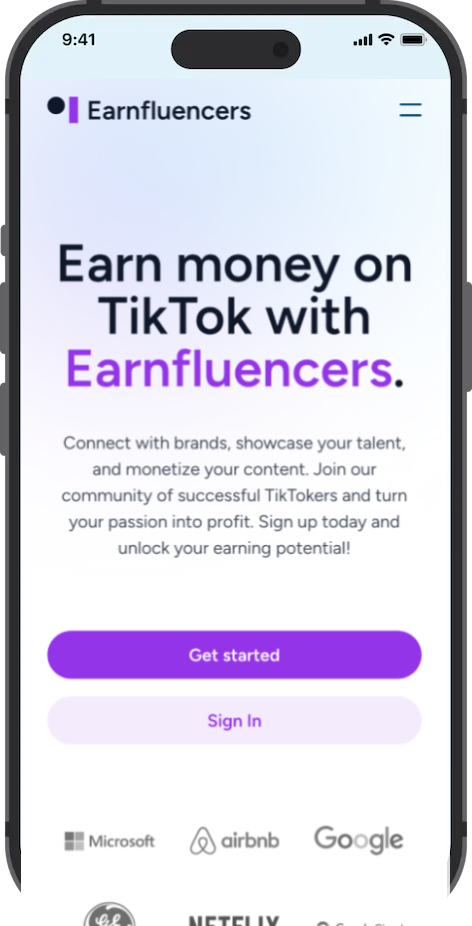 9:41
Earnfluencers
Earn money on
TikTok with
Earnfluencers.
Connect with brands, showcase your talent,
and monetize your content. Join our
community of successful TikTokers and turn
your passion into profit. Sign up today and
unlock your earning potential!
Get started
Sign In
Microsoft airbnb Google
NETFLIX